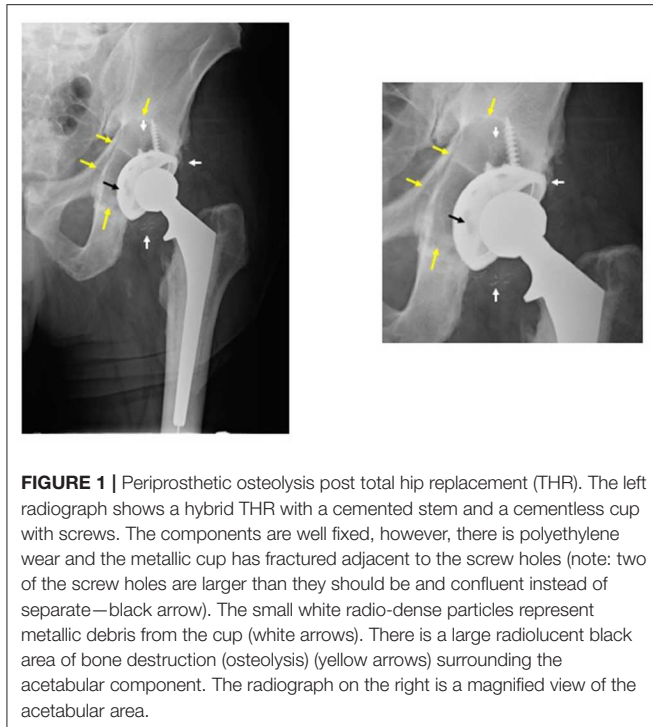 FIGURE 1 | Periprosthetic osteolysis post total hip replacement (THR). The left
radiograph shows a hybrid THR with a cemented stem and a cementless cup
with screws. The components are well fixed, however, there is polyethylene
wear and the metallic cup has fractured adjacent to the screw holes (note: two
of the screw holes are larger than they should be and confluent instead of
separate—black arrow). The small white radio-dense particles represent
metallic debris from the cup (white arrows). There is a large radiolucent black
area of bone destruction (osteolysis) (yellow arrows) surrounding the
acetabular component. The radiograph on the right is a magnified view of the
acetabular area.